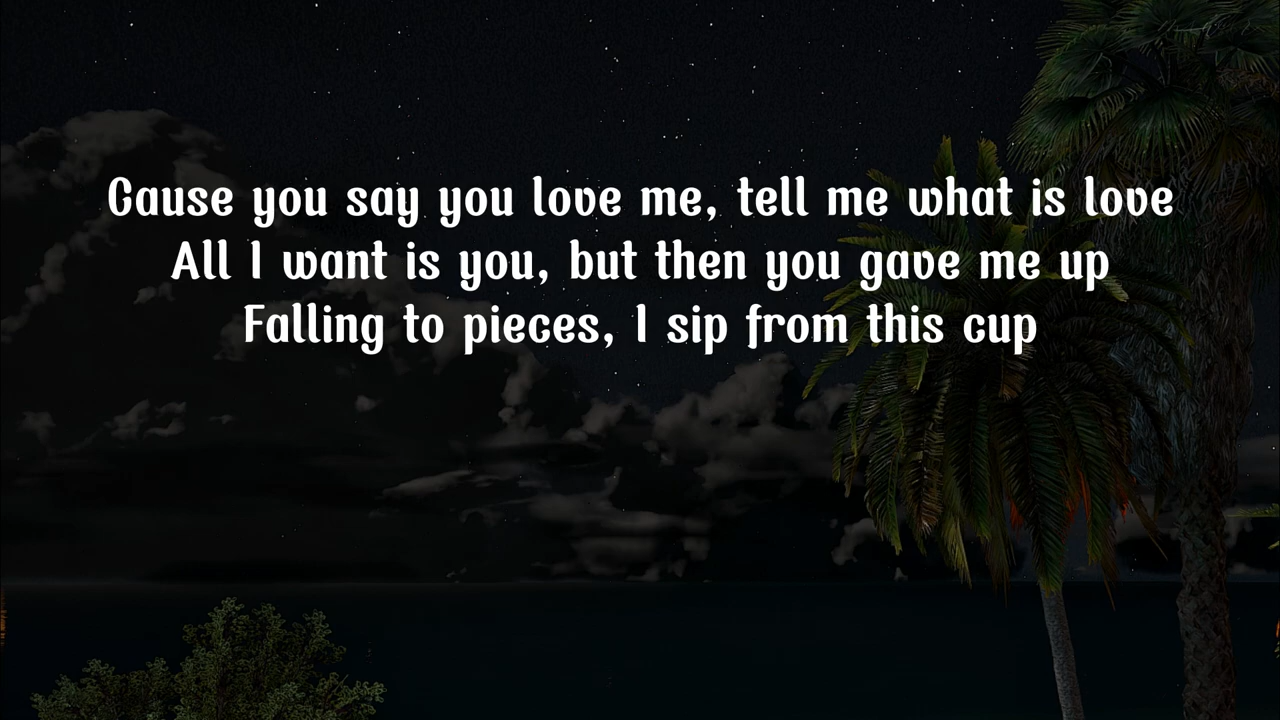 Cause you say you love me, tell me what is love
All I want is you, but then you gave me up
Falling to pieces, I sip from this cup